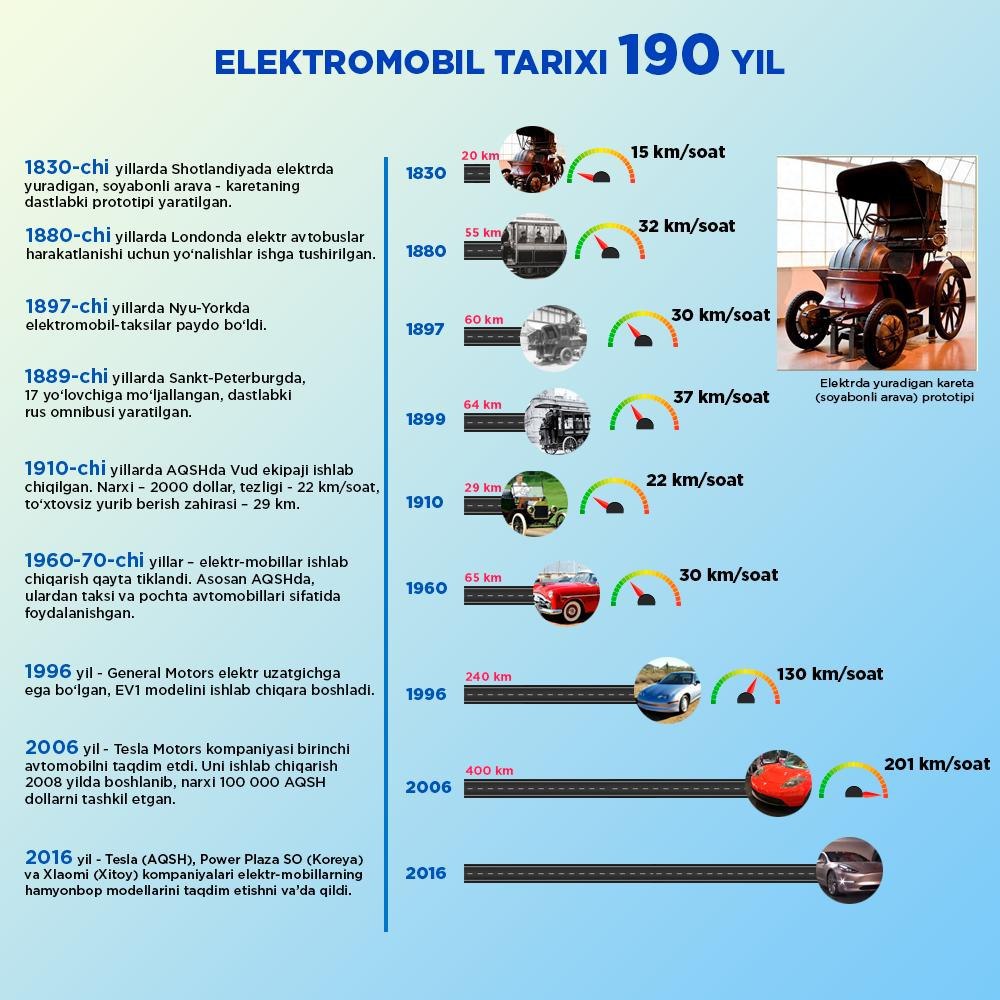 ELEKTROMOBIL TARIXI 190 YIL
1830-chi yillarda Shotlandiyada elektrda
yuradigan, soyabonli arava - karetaning
dastlabki prototipi yaratilgan.
1880-chi yillarda Londonda elektr avtobuslar
harakatlanishi uchun yo‘nalishlar ishga tushirilgan.
1897-chi yillarda Nyu-Yorkda
elektromobil-taksilar paydo bo‘ldi.
1889-chi yillarda Sankt-Peterburgda,
17 yo‘lovchiga mo‘ljallangan, dastlabki
rus omnibusi yaratilgan.
1910-chi yillarda AQSHda Vud ekipaji ishlab
chiqilgan. Narxi – 2000 dollar, tezligi - 22 km/soat,
to‘xtovsiz yurib berish zahirasi – 29 km.
1960-70-chi yillar – elektr-mobillar ishlab
chiqarish qayta tiklandi. Asosan AQSHda,
ulardan taksi va pochta avtomobillari sifatida
foydalanishgan.
1996 yil - General Motors elektr uzatgichga
ega bo‘lgan, EV1 modelini ishlab chiqara boshladi.
2006 yil - Tesla Motors kompaniyasi birinchi
avtomobilni taqdim etdi. Uni ishlab chiqarish
2008 yilda boshlanib, narxi 100 000 AQSH
dollarni tashkil etgan.
2016 yil - Tesla (AQSH), Power Plaza SO (Koreya)
va XIaomi (Xitoy) kompaniyalari elektr-mobillarning
hamyonbop modellarini taqdim etishni va’da qildi.
1830 20 km 15 km/soat
1880 55 km 32 km/soat
1897 60 km 30 km/soat
1899 64 km 37 km/soat
1910 29 km 22 km/soat
1960 65 km 30 km/soat
1996 240 km 130 km/soat
2006 400 km 201 km/soat
2016
Elektrda yuradigan kareta
(soyabonli arava) prototipi